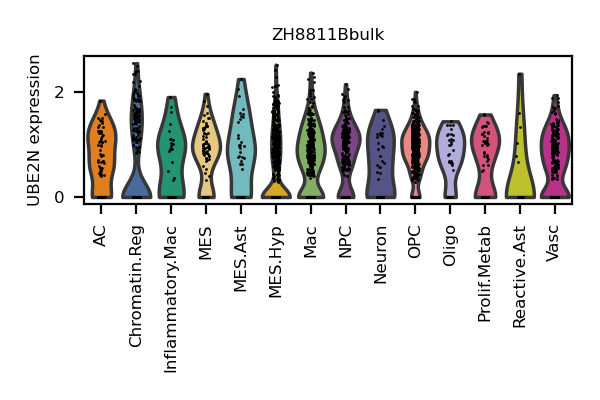 ZH8811Bbulk
UBE2N expression
2
0
AC
Chromatin.Reg
Inflammatory.Mac
MES
MES.Ast
MES.Hyp
Mac
NPC
Neuron
OPC
Oligo
Prolif.Metab
Reactive.Ast
Vasc